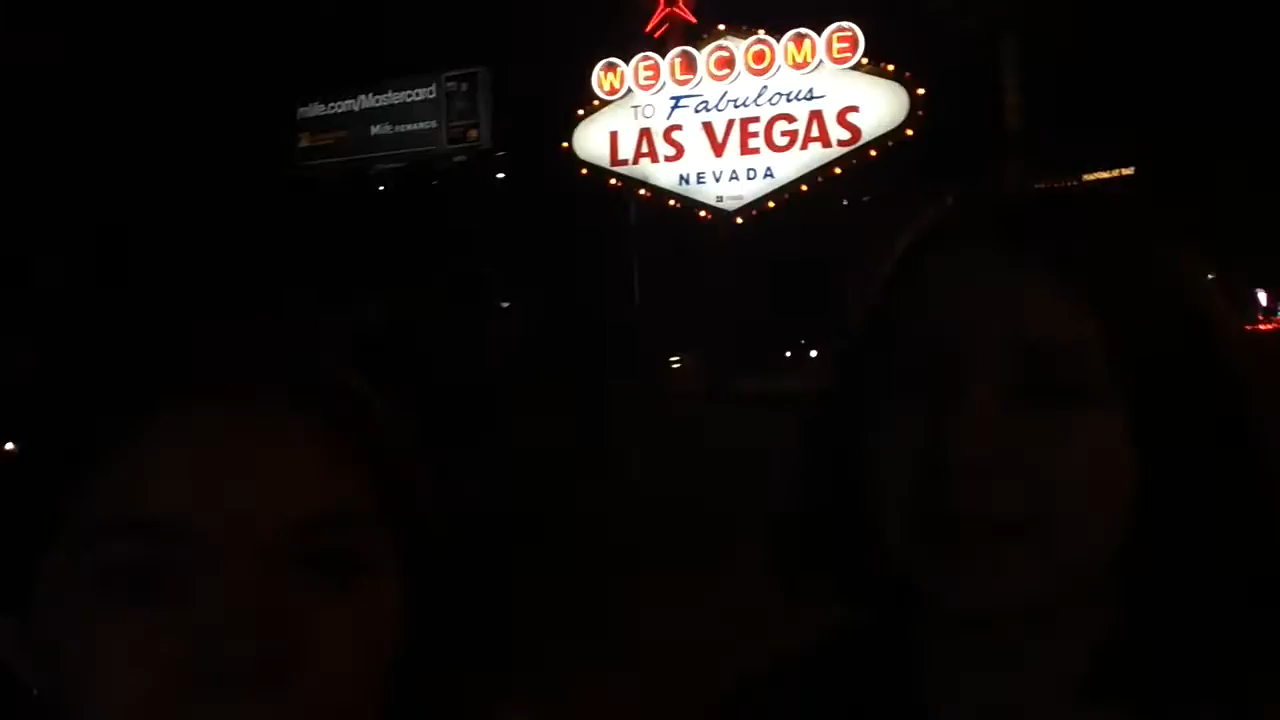 WELCOME
TO Fabulous
LAS VEGAS
NEVADA
mlife.com/Mastercard
Mlife REWARDS